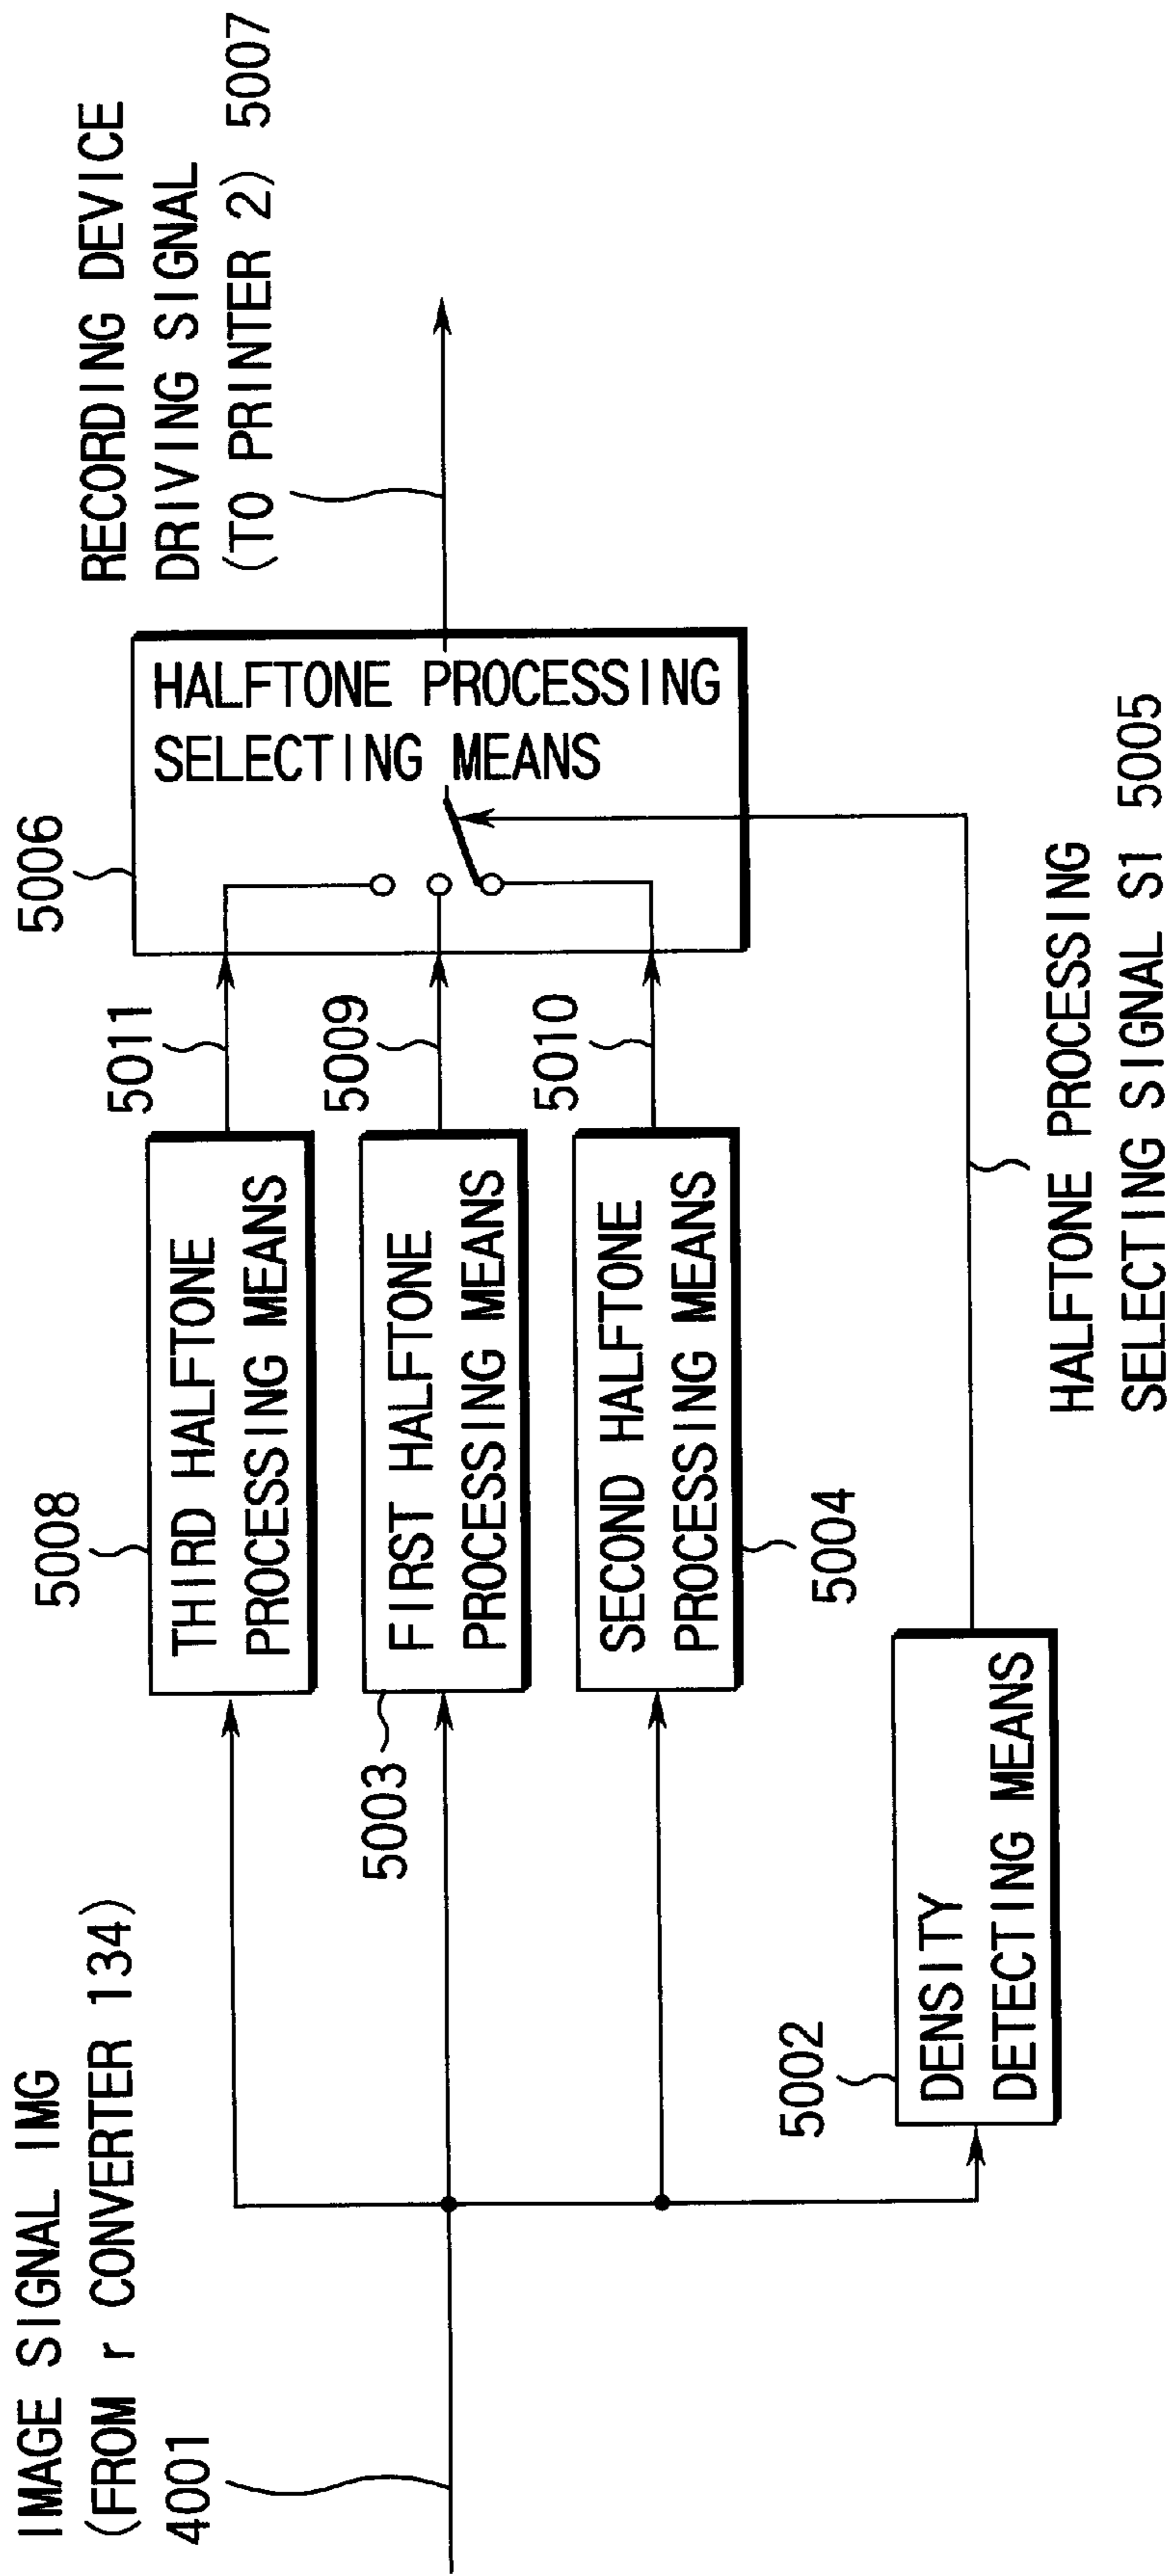 IMAGE SIGNAL IMG
(FROM r CONVERTER 134)
4001
5008
THIRD HALFTONE
PROCESSING MEANS
5011
5003
FIRST HALFTONE
PROCESSING MEANS
5009
SECOND HALFTONE
PROCESSING MEANS
5004
5010
5002
DENSITY
DETECTING MEANS
5006
HALFTONE PROCESSING
SELECTING MEANS
RECORDING DEVICE
DRIVING SIGNAL
(TO PRINTER 2) 5007
HALFTONE PROCESSING
SELECTING SIGNAL S1 5005